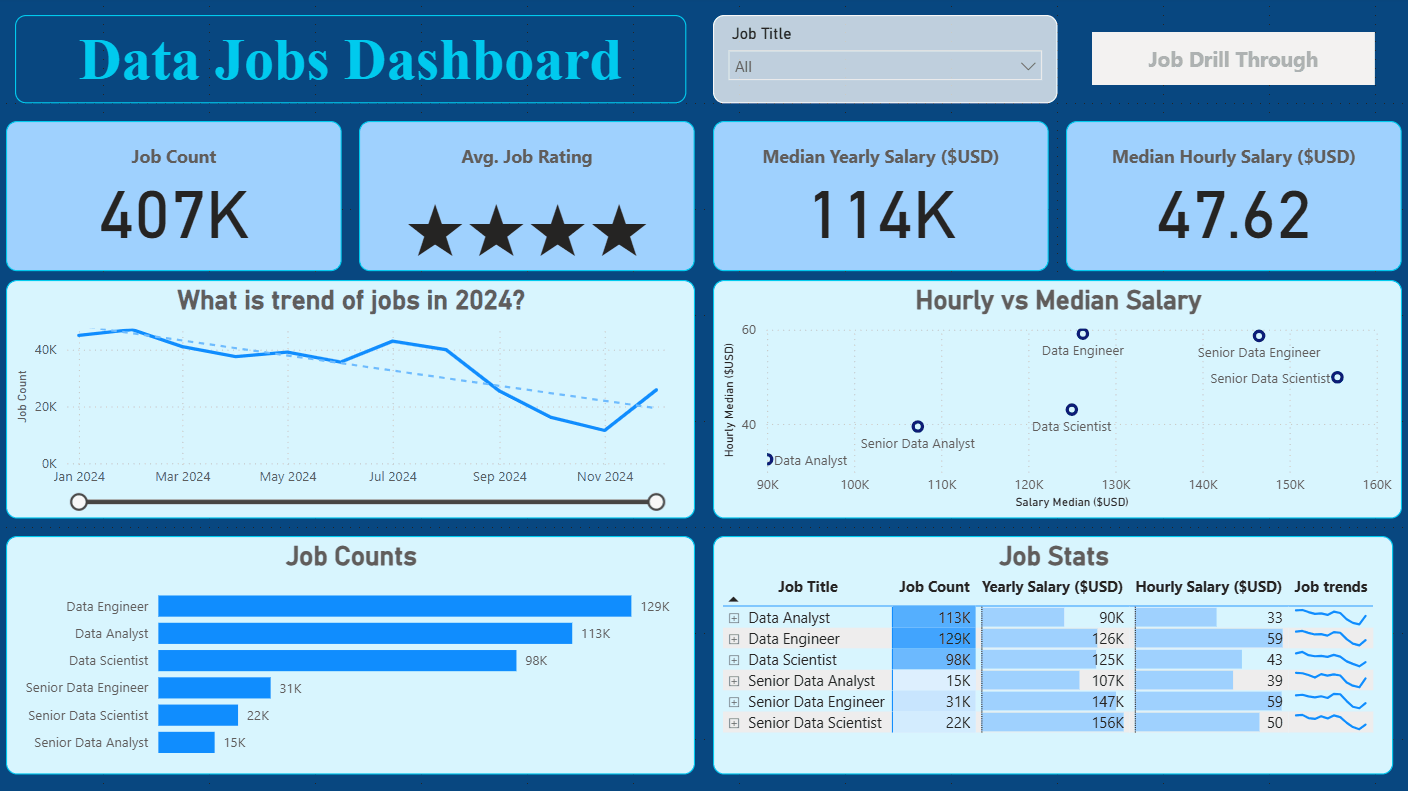 Data Jobs Dashboard
Job Title
All
Job Drill Through
Job Count
407K
Avg. Job Rating
★★★★
Median Yearly Salary ($USD)
114K
Median Hourly Salary ($USD)
47.62
What is trend of jobs in 2024?
Job Count
40K
20K
0K
Jan 2024 Mar 2024 May 2024 Jul 2024 Sep 2024 Nov 2024
Hourly vs Median Salary
Hourly Median ($USD)
60
40
Data Engineer
Senior Data Engineer
Senior Data Scientist
Data Scientist
Senior Data Analyst
Data Analyst
90K 100K 110K 120K 130K 140K 150K 160K
Salary Median ($USD)
Job Counts
Data Engineer 129K
Data Analyst 113K
Data Scientist 98K
Senior Data Engineer 31K
Senior Data Scientist 22K
Senior Data Analyst 15K
Job Stats
Job Title Job Count Yearly Salary ($USD) Hourly Salary ($USD) Job trends
Data Analyst 113K 90K 33
Data Engineer 129K 126K 59
Data Scientist 98K 125K 43
Senior Data Analyst 15K 107K 39
Senior Data Engineer 31K 147K 59
Senior Data Scientist 22K 156K 50